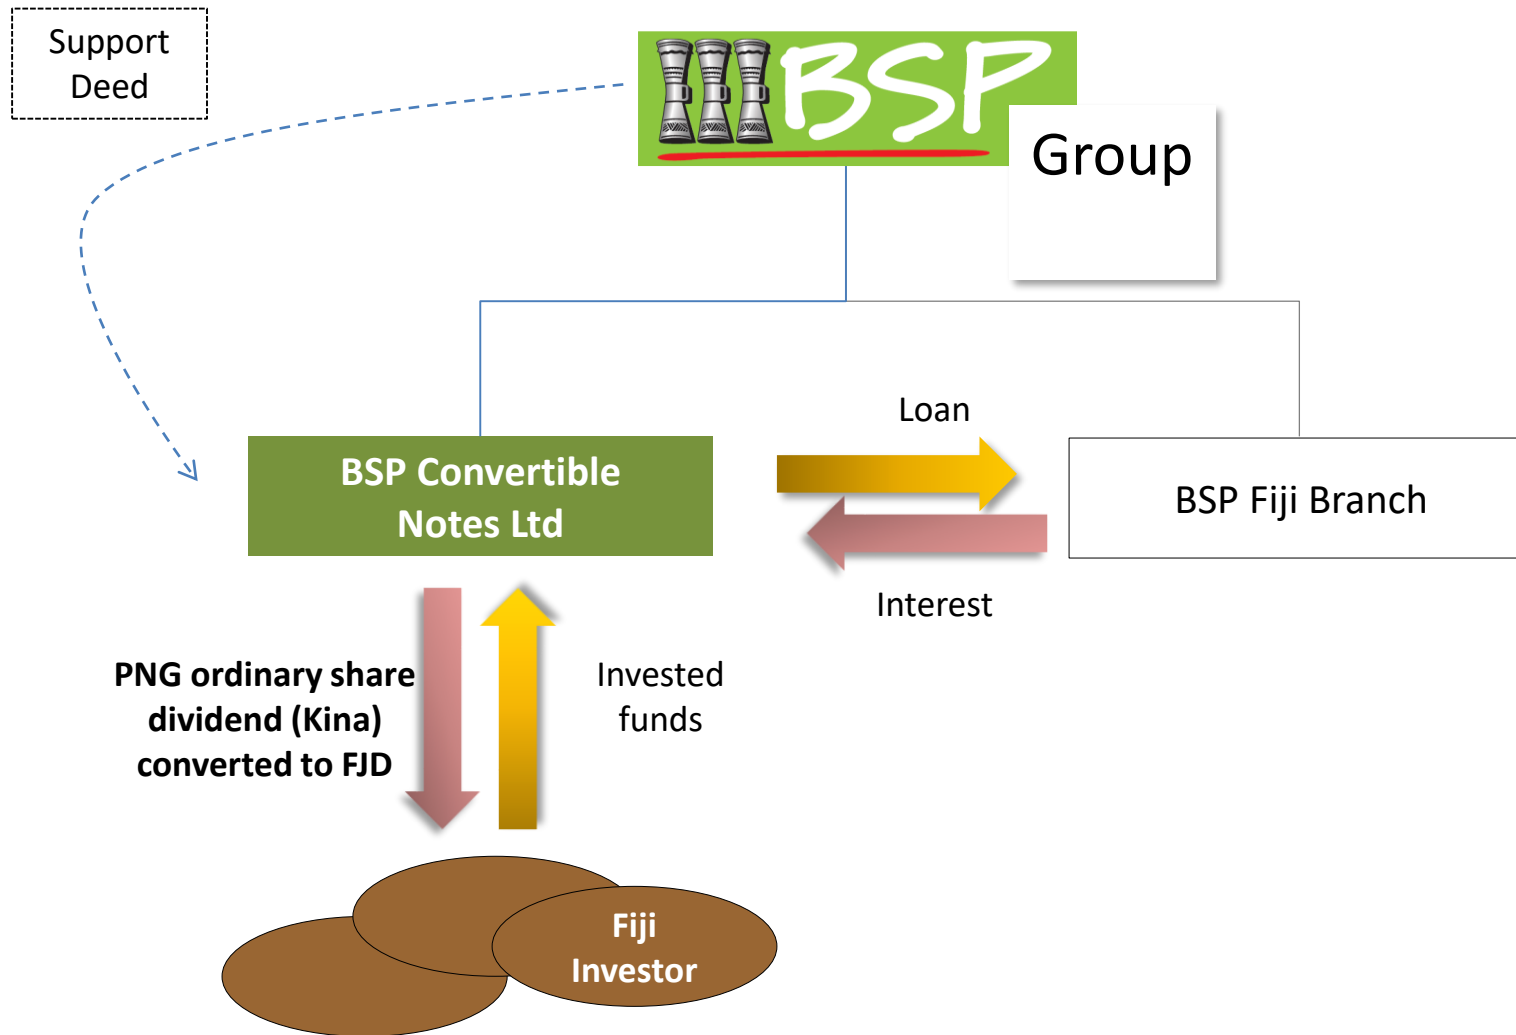 Support
Deed
BSP
Group
Loan
BSP Convertible
Notes Ltd
BSP Fiji Branch
Interest
PNG ordinary share
dividend (Kina)
converted to FJD
Invested
funds
Fiji
Investor